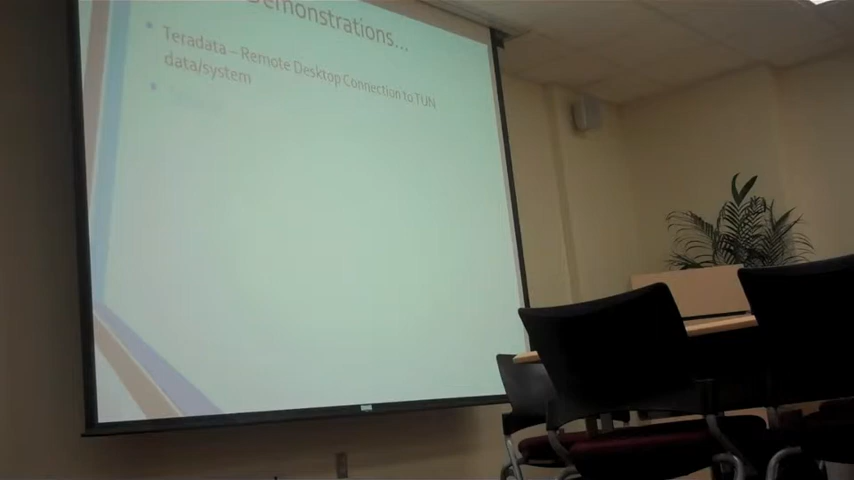 Demonstrations...
• Teradata – Remote Desktop Connection to TUN
data/system
•